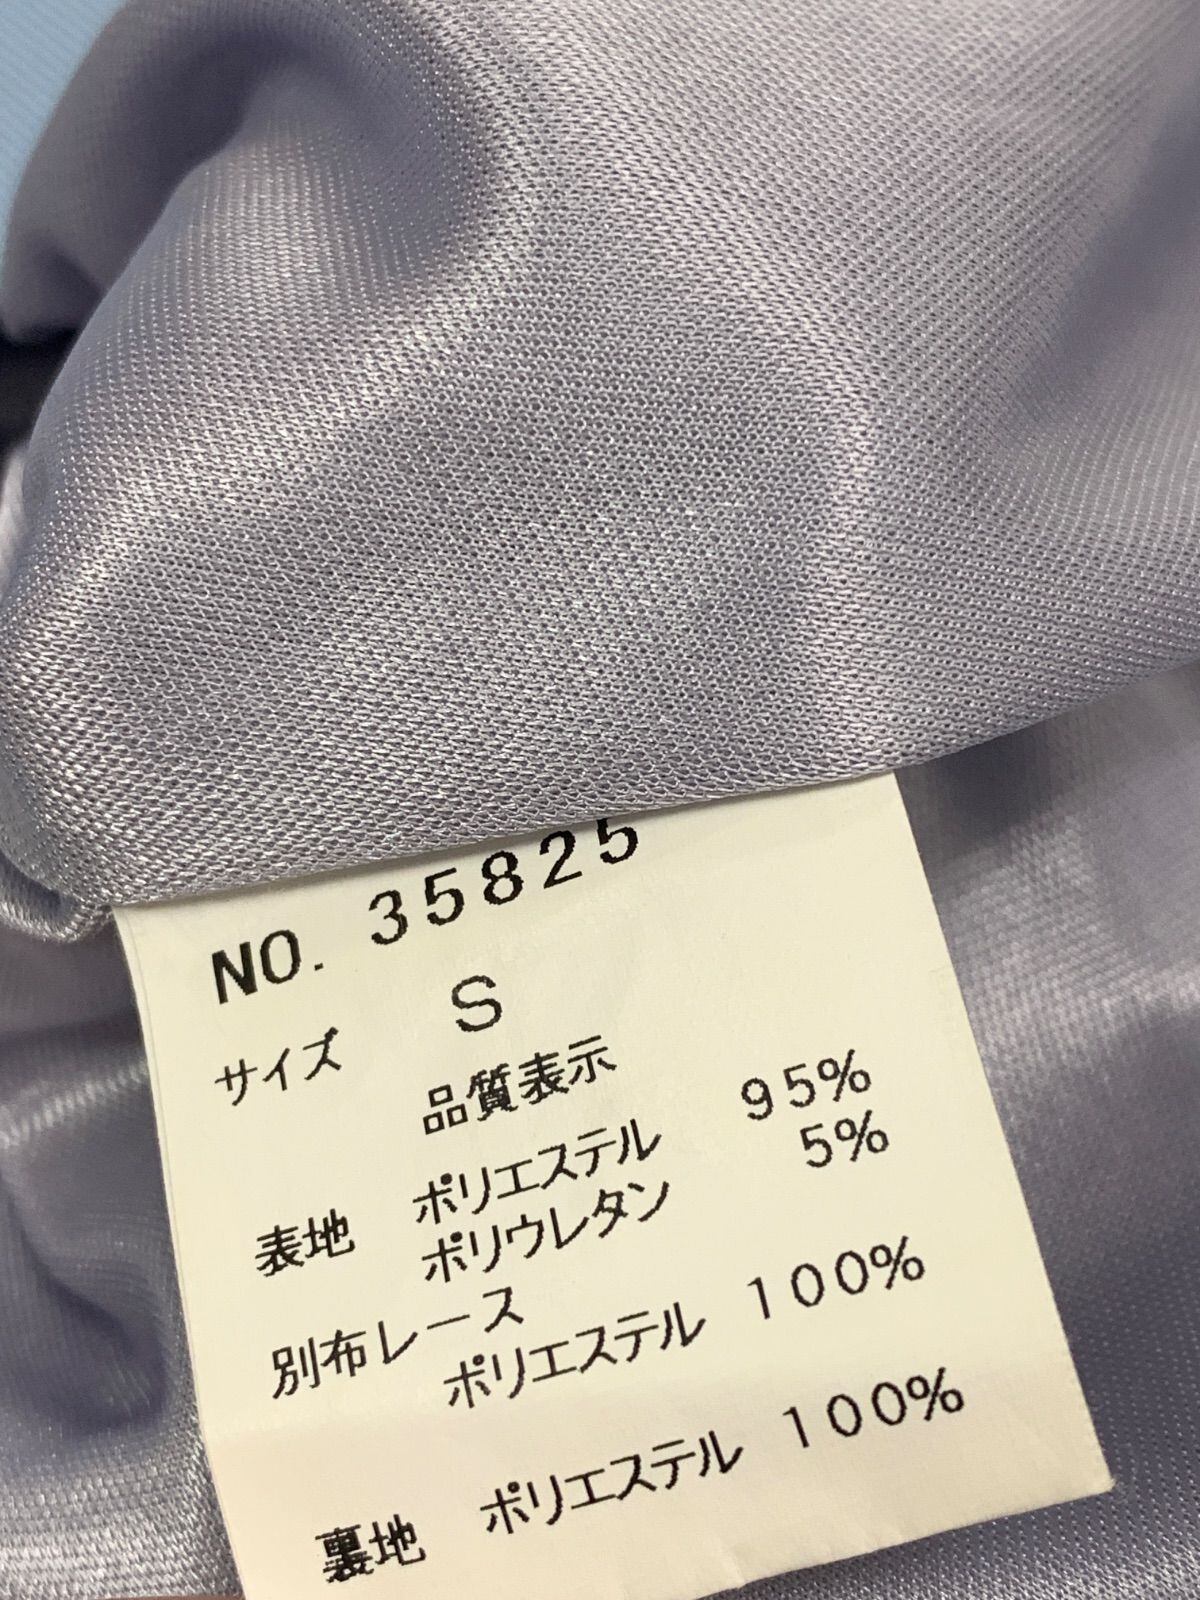 NO. 35825
サイズ S
品質表示
表地 ポリエステル 95%
ポリウレタン 5%
別布レース
ポリエステル 100%
裏地 ポリエステル 100%